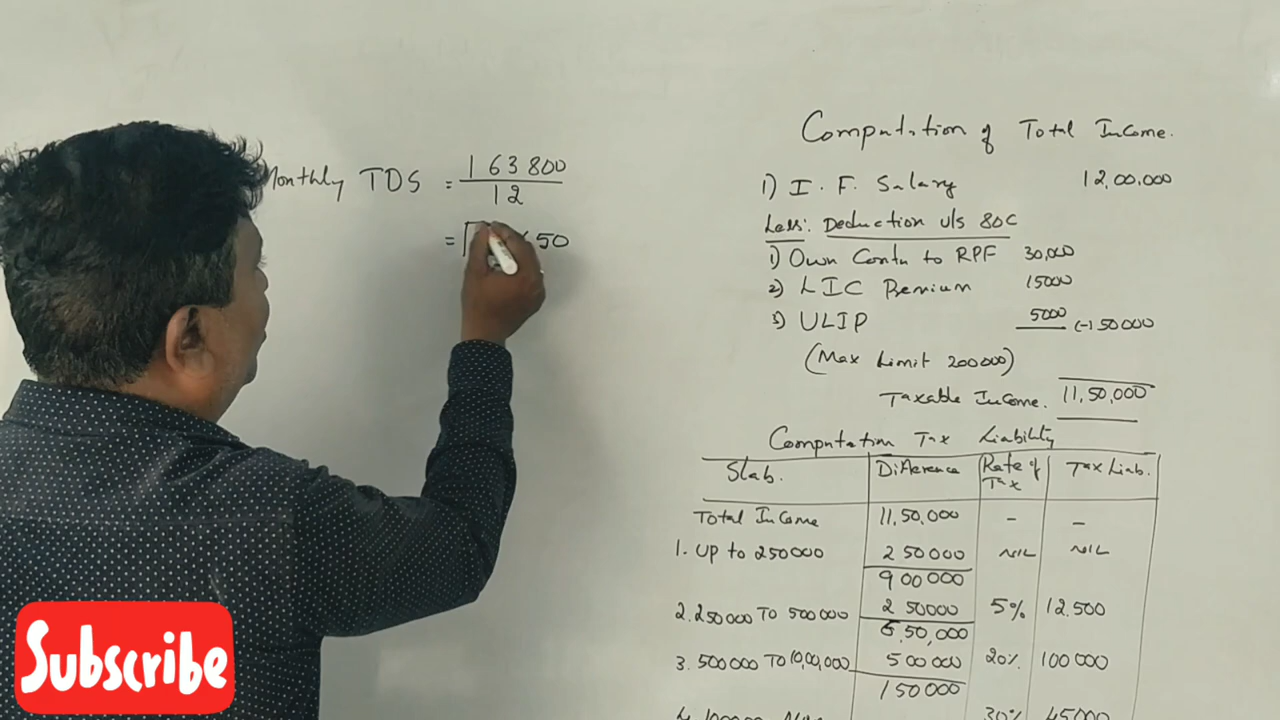 Monthly TDS = 163800
12
= 50
Computation of Total Income.
1) I. F. Salary 12,00,000
Less: Deduction u/s 80C
1) Own Contn to RPF 30,000
2) LIC Premium 15000
3) ULIP 5000 (-) 50000
(Max Limit 200000)
Taxable Income. 11,50,000
Computation Tax Liability
Slab. Difference Rate of Tax Tax Liab.
Total Income 11,50,000 - -
1. Up to 250000 250000 NIL NIL
900000
2. 250000 To 500000 250000 5% 12.500
6,50,000
3. 500000 To 10,00,000 500000 20% 100000
150000
30% 45000
Subscribe